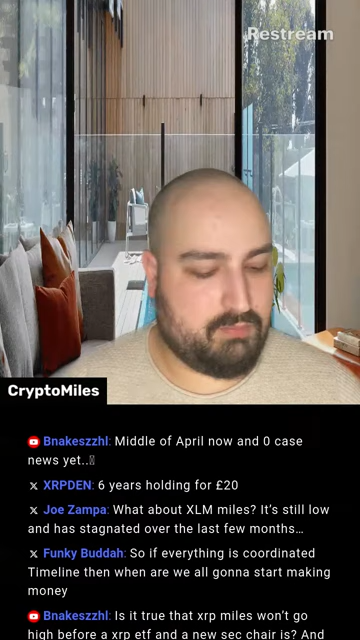 Restream
CryptoMiles
Bnakeszzhl: Middle of April now and 0 case
news yet..
XRPDEN: 6 years holding for £20
Joe Zampa: What about XLM miles? It’s still low
and has stagnated over the last few months…
Funky Buddah: So if everything is coordinated
Timeline then when are we all gonna start making
money
Bnakeszzhl: Is it true that xrp miles won’t go
high before a xrp etf and a new sec chair is? And